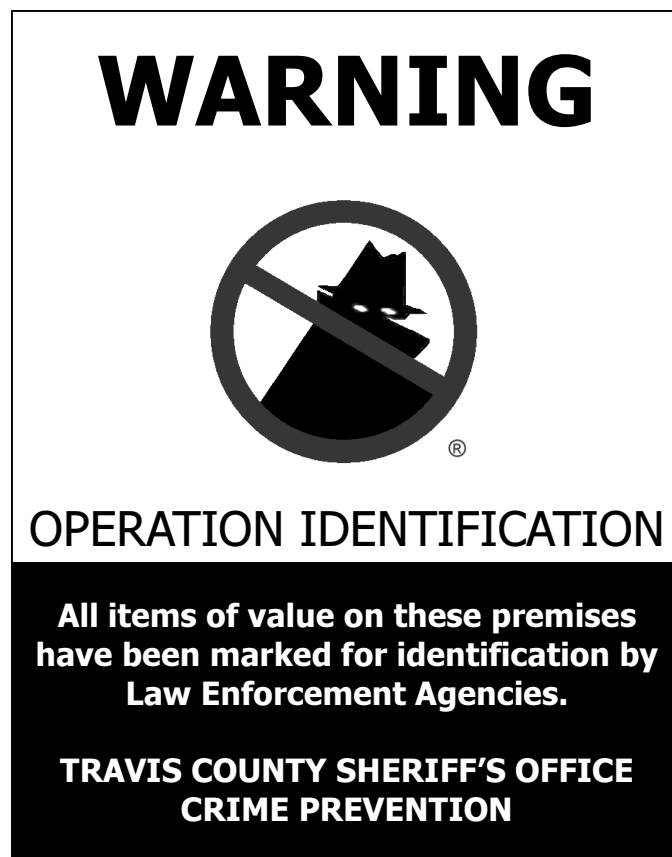 WARNING
®
OPERATION IDENTIFICATION
All items of value on these premises
have been marked for identification by
Law Enforcement Agencies.
TRAVIS COUNTY SHERIFF’S OFFICE
CRIME PREVENTION